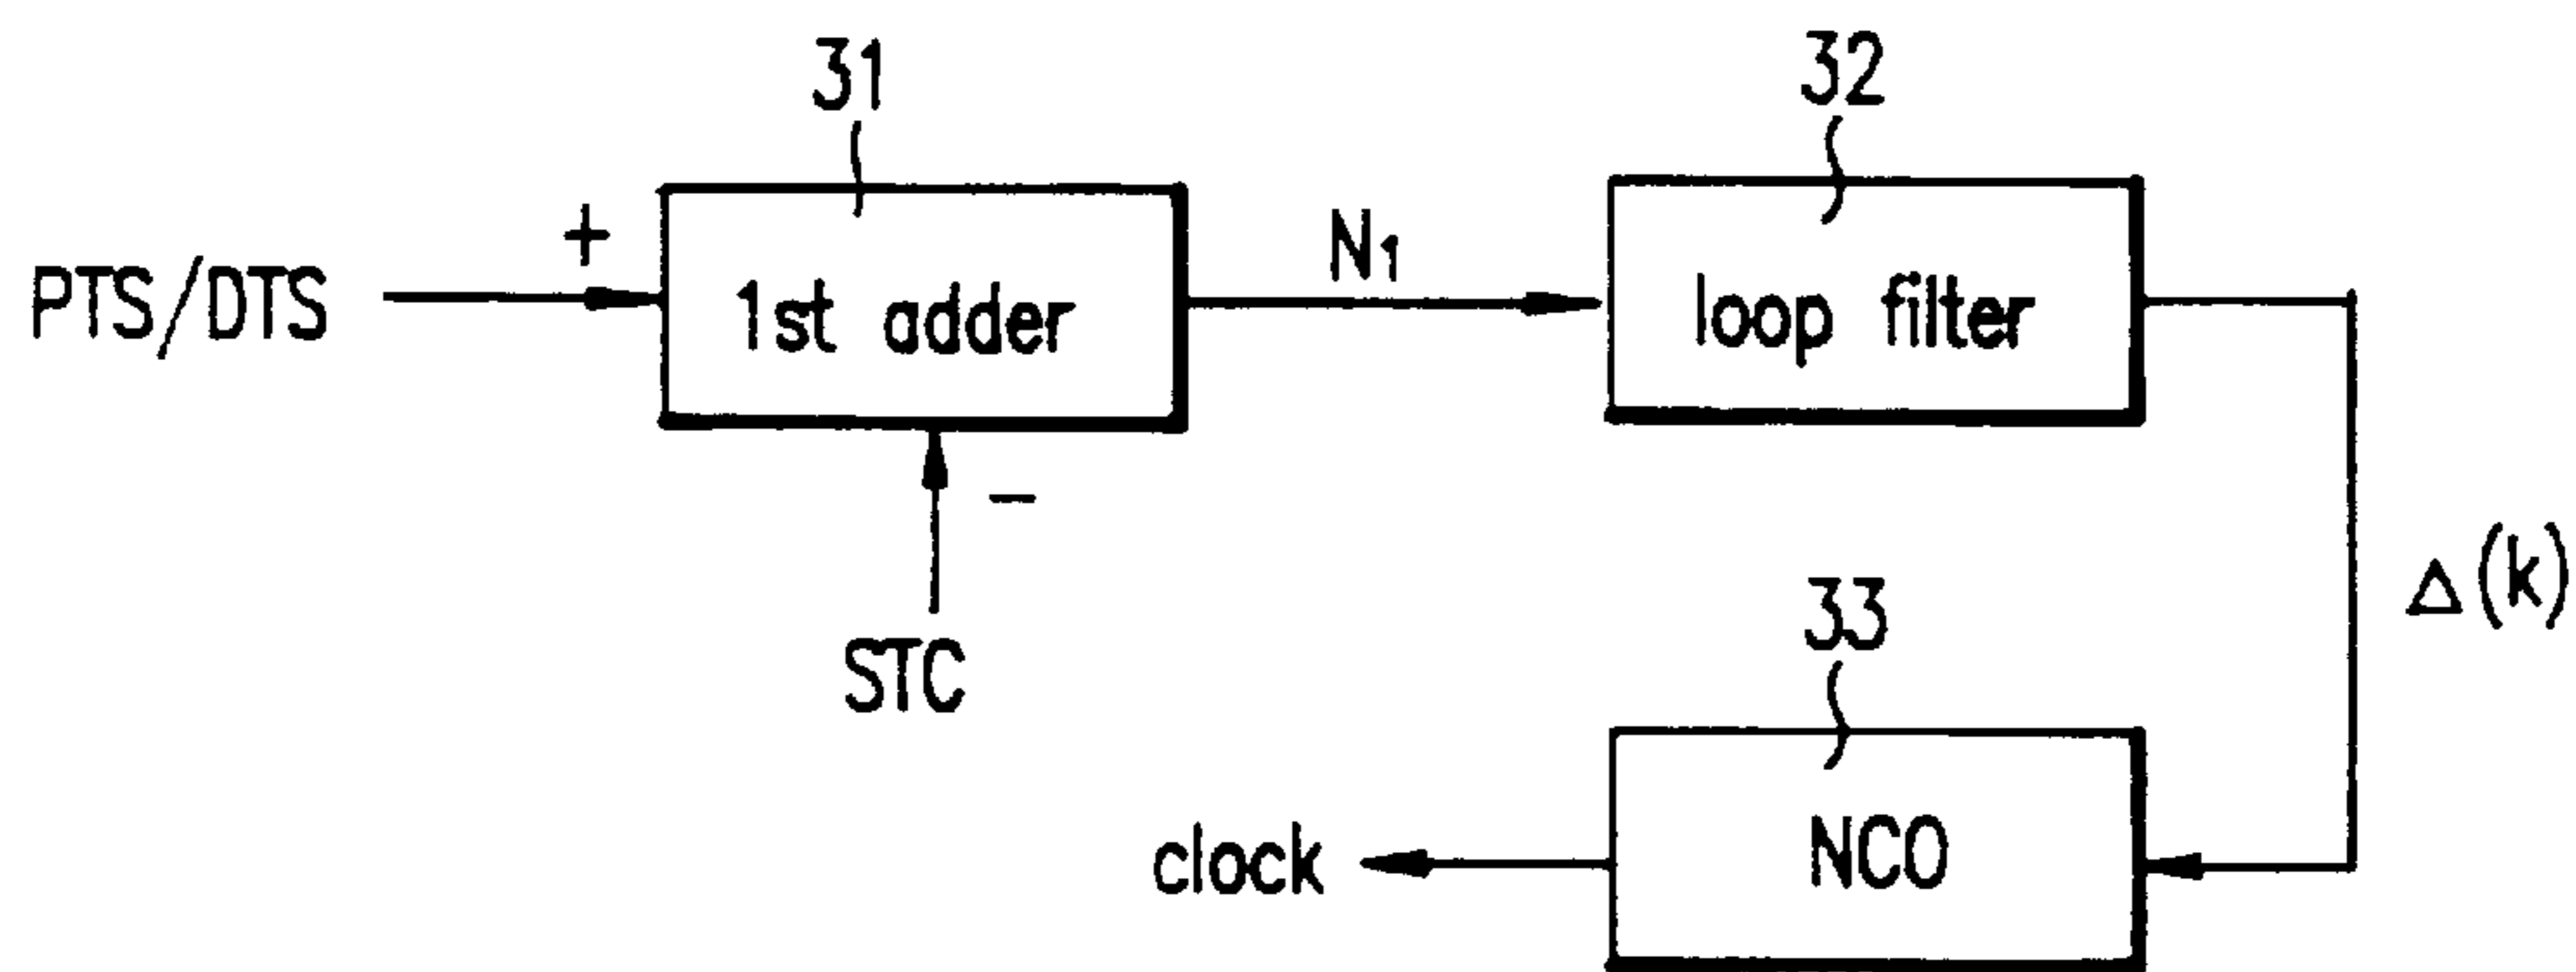 31
32
+
N1
PTS/DTS
1st adder
loop filter
−
STC
Δ(k)
33
NCO
clock